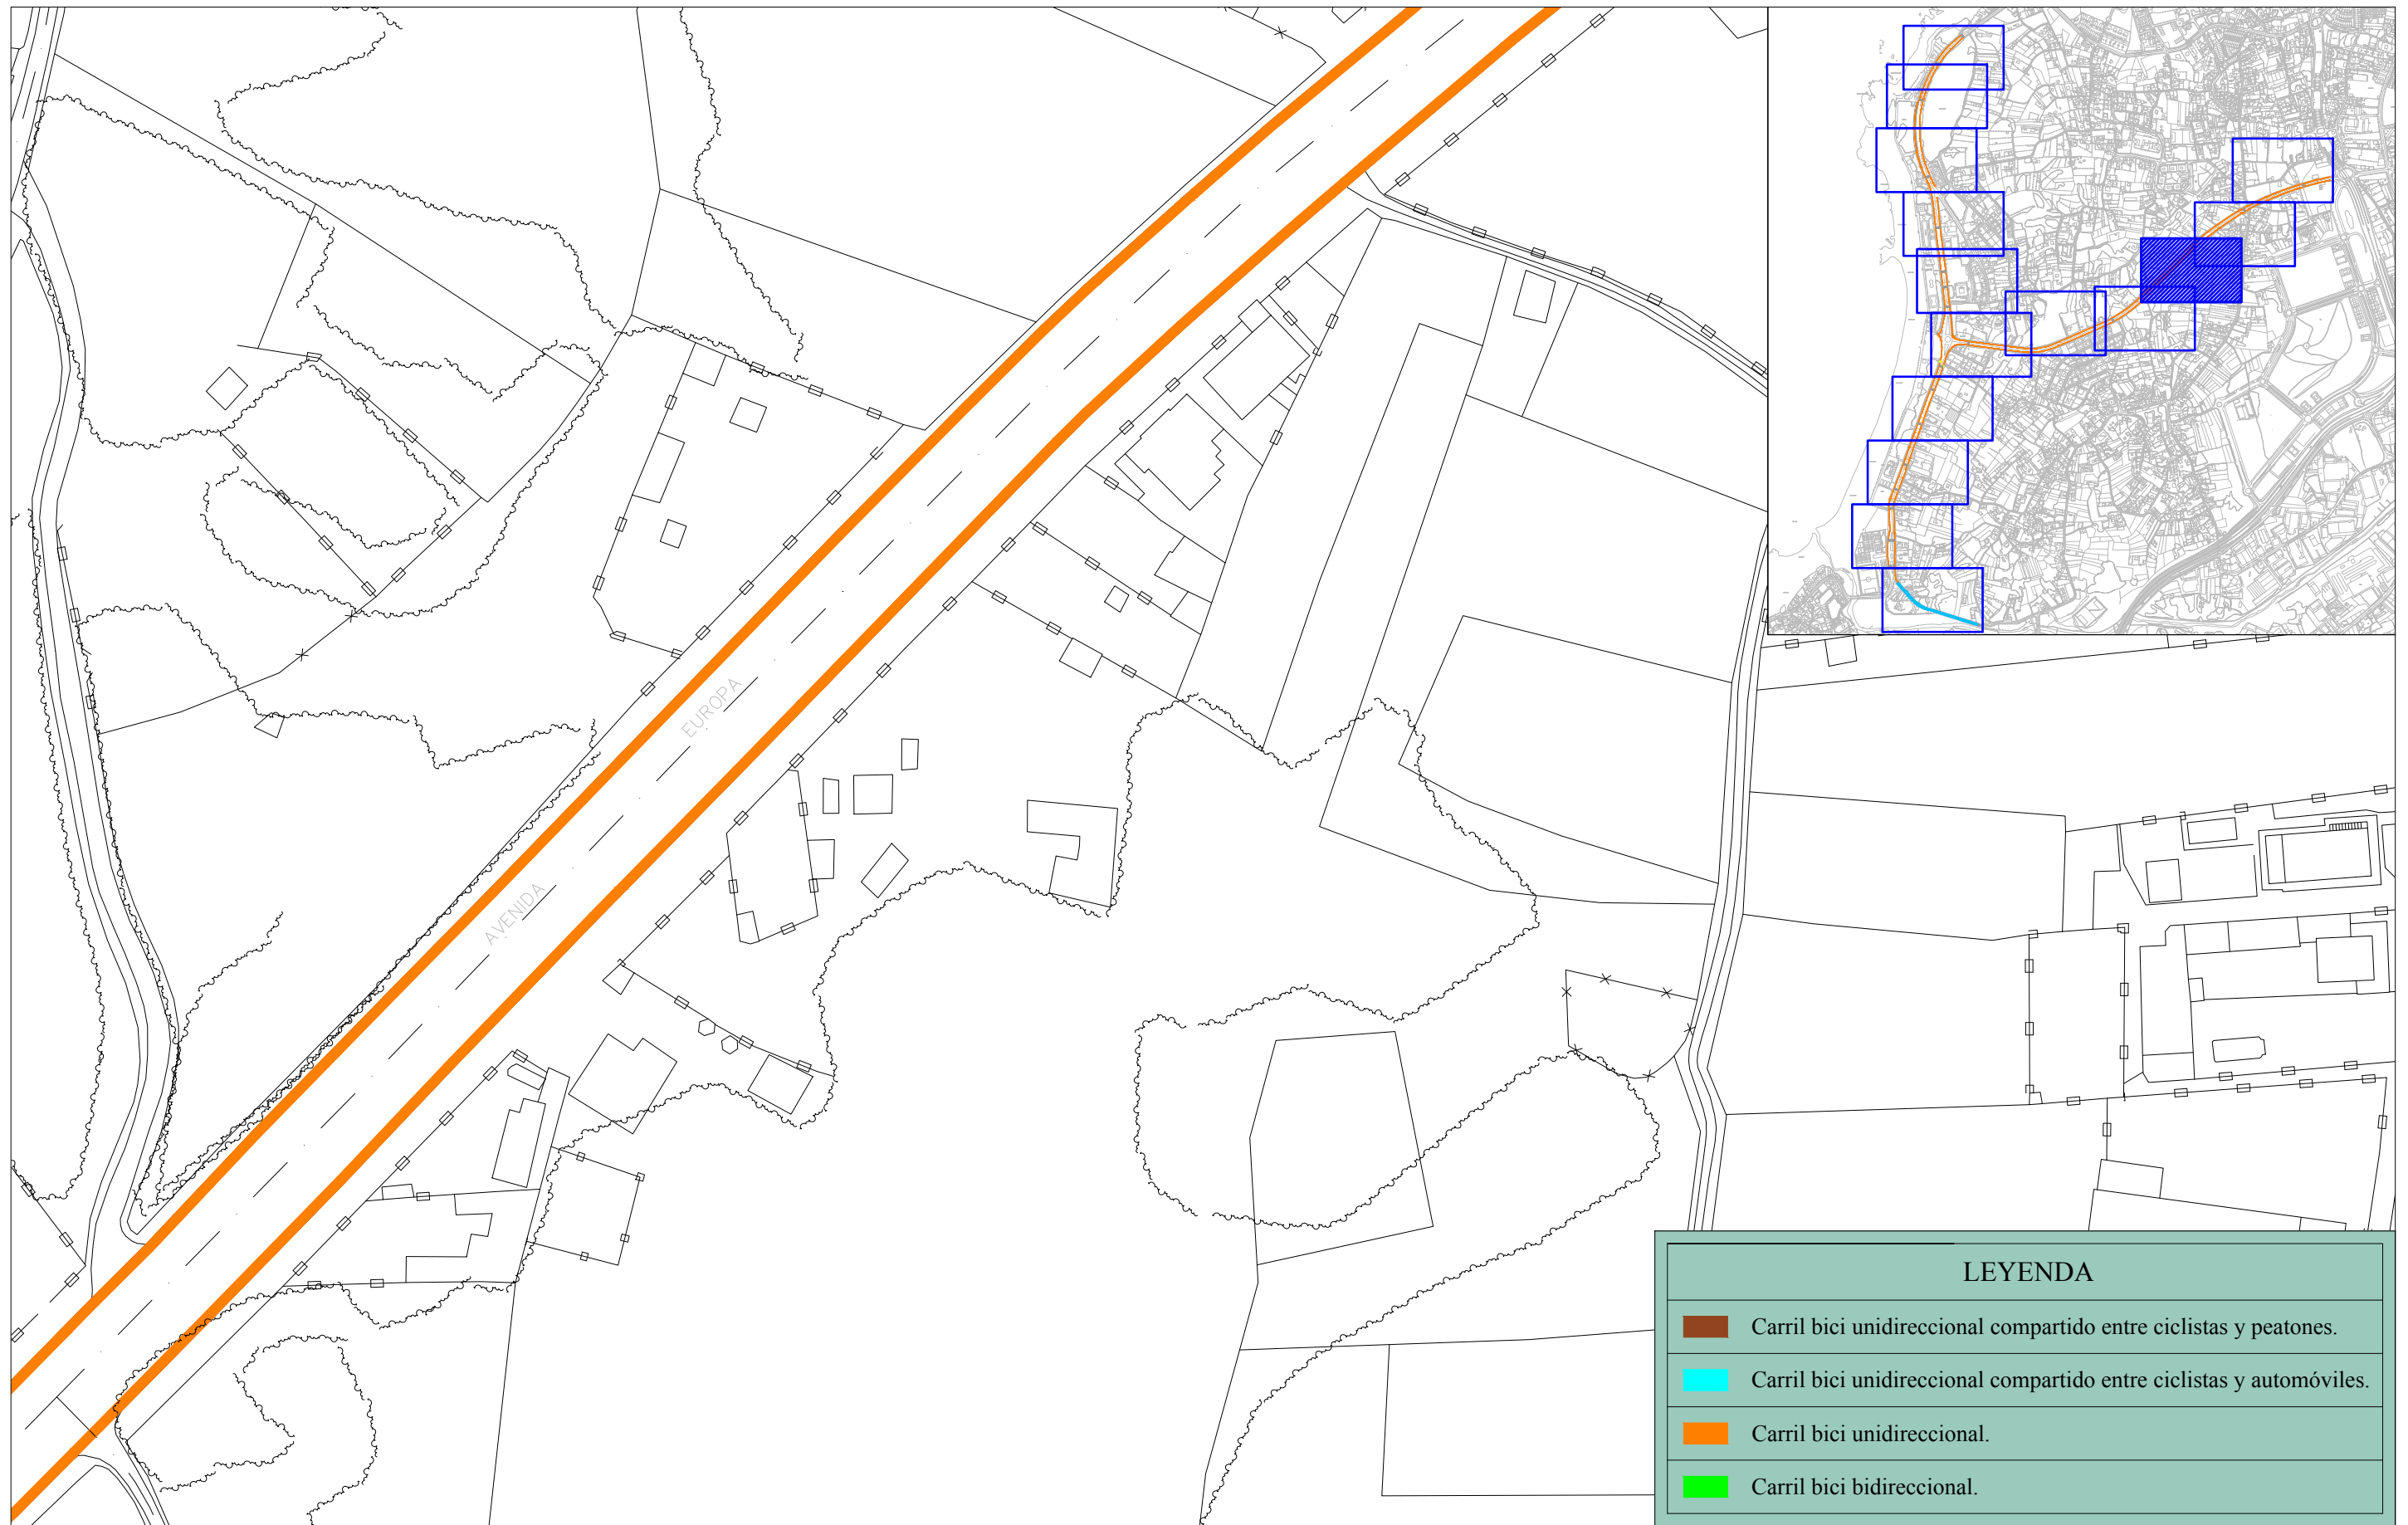 AVENIDA EUROPA
LEYENDA
Carril bici unidireccional compartido entre ciclistas y peatones.
Carril bici unidireccional compartido entre ciclistas y automóviles.
Carril bici unidireccional.
Carril bici bidireccional.